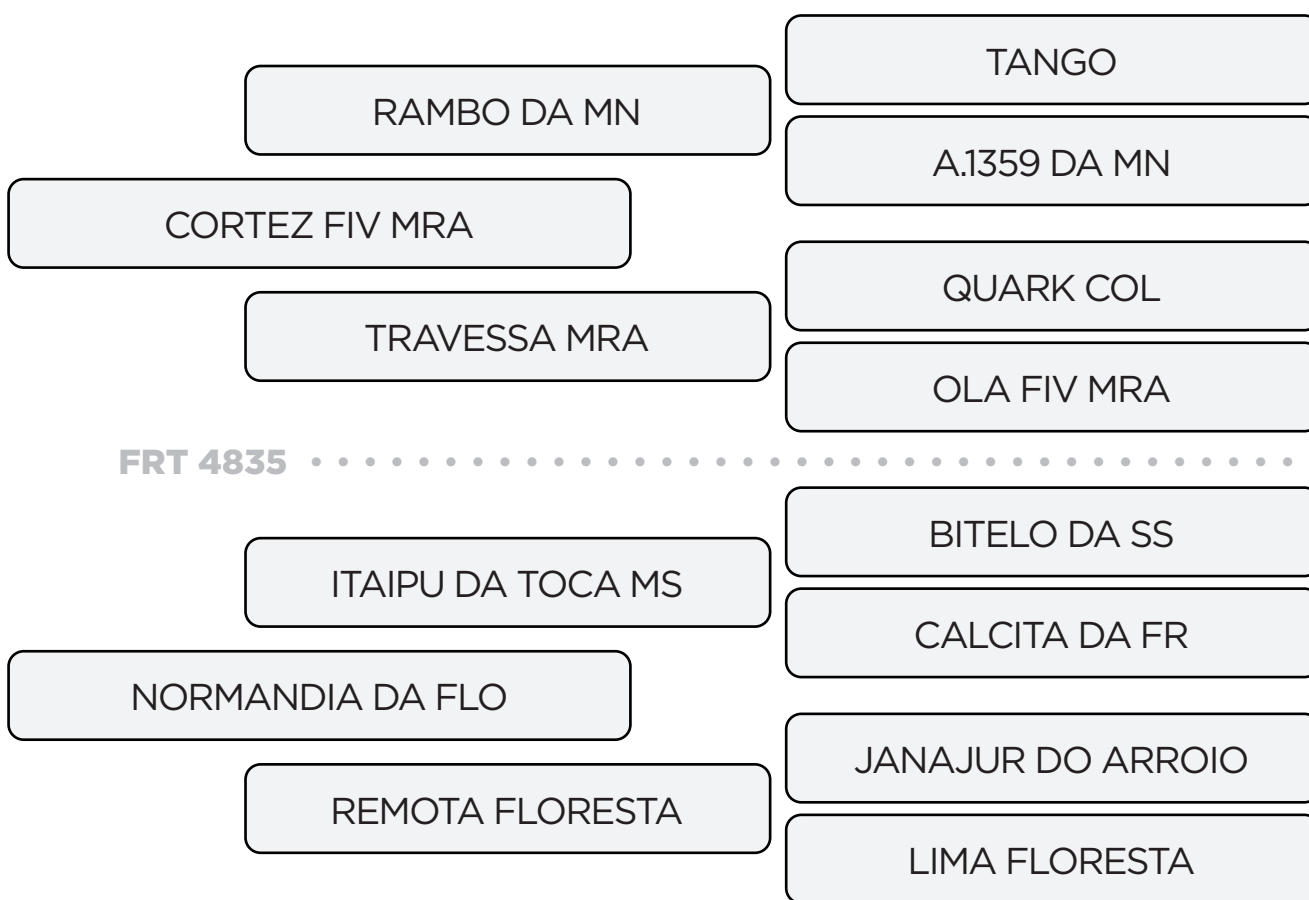 TANGO
RAMBO DA MN
A.1359 DA MN
CORTEZ FIV MRA
QUARK COL
TRAVESSA MRA
OLA FIV MRA
FRT 4835
BITELO DA SS
ITAIPU DA TOCA MS
CALCITA DA FR
NORMANDIA DA FLO
JANAJUR DO ARROIO
REMOTA FLORESTA
LIMA FLORESTA